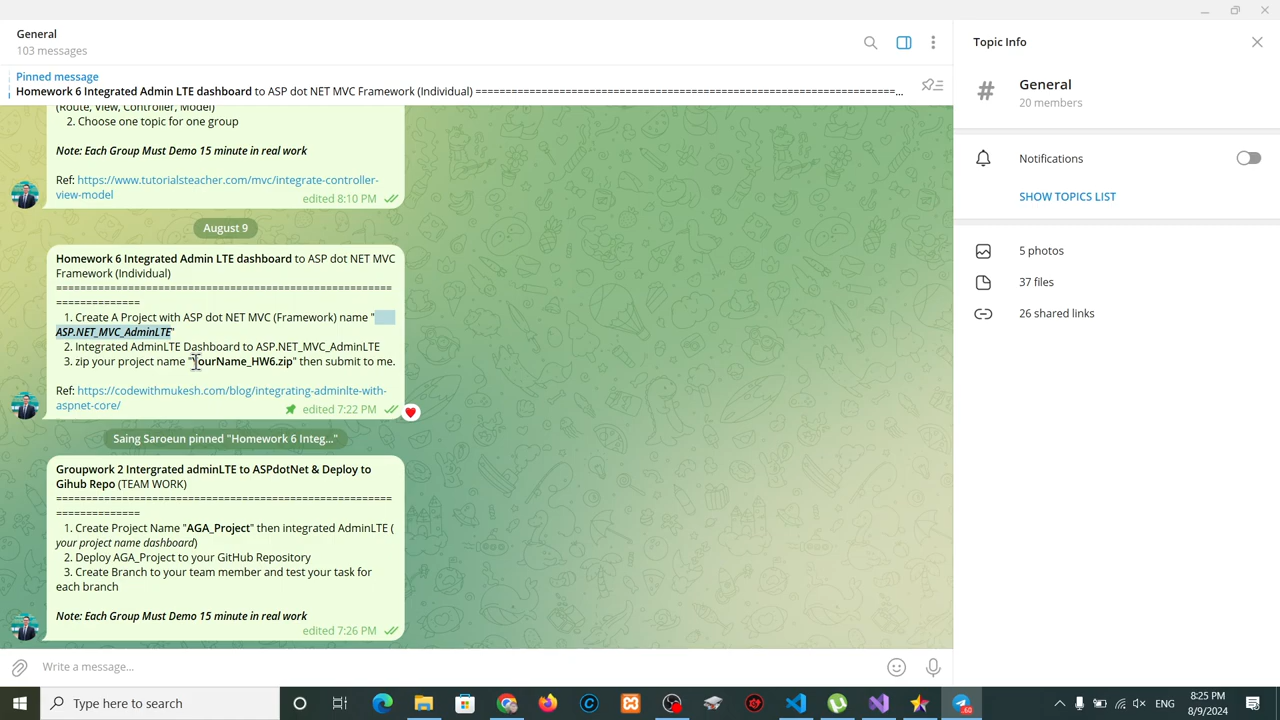 General
103 messages
Topic Info
Pinned message
Homework 6 Integrated Admin LTE dashboard to ASP dot NET MVC Framework (Individual) =====================================================================...
General
20 members
(Route, View, Controller, Model)
2. Choose one topic for one group
Note: Each Group Must Demo 15 minute in real work
Ref: https://www.tutorialsteacher.com/mvc/integrate-controller-
view-model
edited 8:10 PM
Notifications
SHOW TOPICS LIST
5 photos
37 files
26 shared links
August 9
Homework 6 Integrated Admin LTE dashboard to ASP dot NET MVC
Framework (Individual)
========================================================
==============
1. Create A Project with ASP dot NET MVC (Framework) name "
ASP.NET_MVC_AdminLTE"
2. Integrated AdminLTE Dashboard to ASP.NET_MVC_AdminLTE
3. zip your project name "YourName_HW6.zip" then submit to me.
Ref: https://codewithmukesh.com/blog/integrating-adminlte-with-
aspnet-core/
edited 7:22 PM
Saing Saroeun pinned "Homework 6 Integ..."
Groupwork 2 Intergrated adminLTE to ASPdotNet & Deploy to
Gihub Repo (TEAM WORK)
========================================================
==============
1. Create Project Name "AGA_Project" then integrated AdminLTE (
your project name dashboard)
2. Deploy AGA_Project to your GitHub Repository
3. Create Branch to your team member and test your task for
each branch
Note: Each Group Must Demo 15 minute in real work
edited 7:26 PM
Write a message...
Type here to search
60
ENG
8:25 PM
8/9/2024